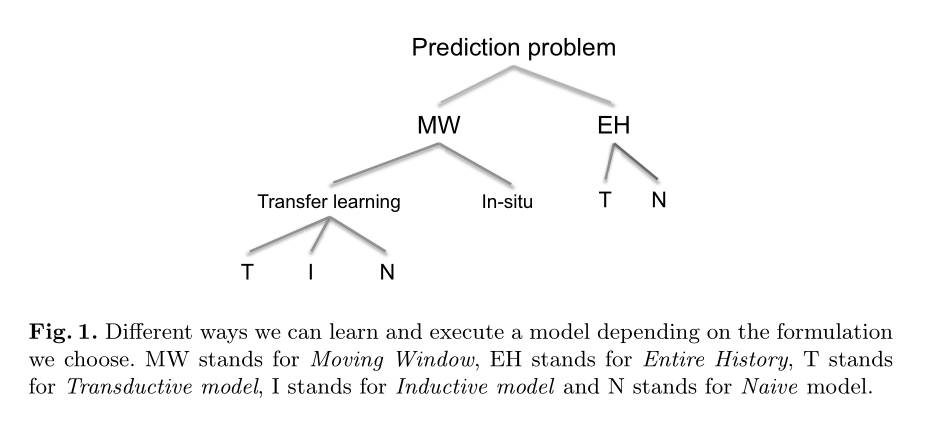 Prediction problem
MW EH
Transfer learning In-situ T N
T I N
Fig. 1. Different ways we can learn and execute a model depending on the formulation
we choose. MW stands for Moving Window, EH stands for Entire History, T stands
for Transductive model, I stands for Inductive model and N stands for Naive model.